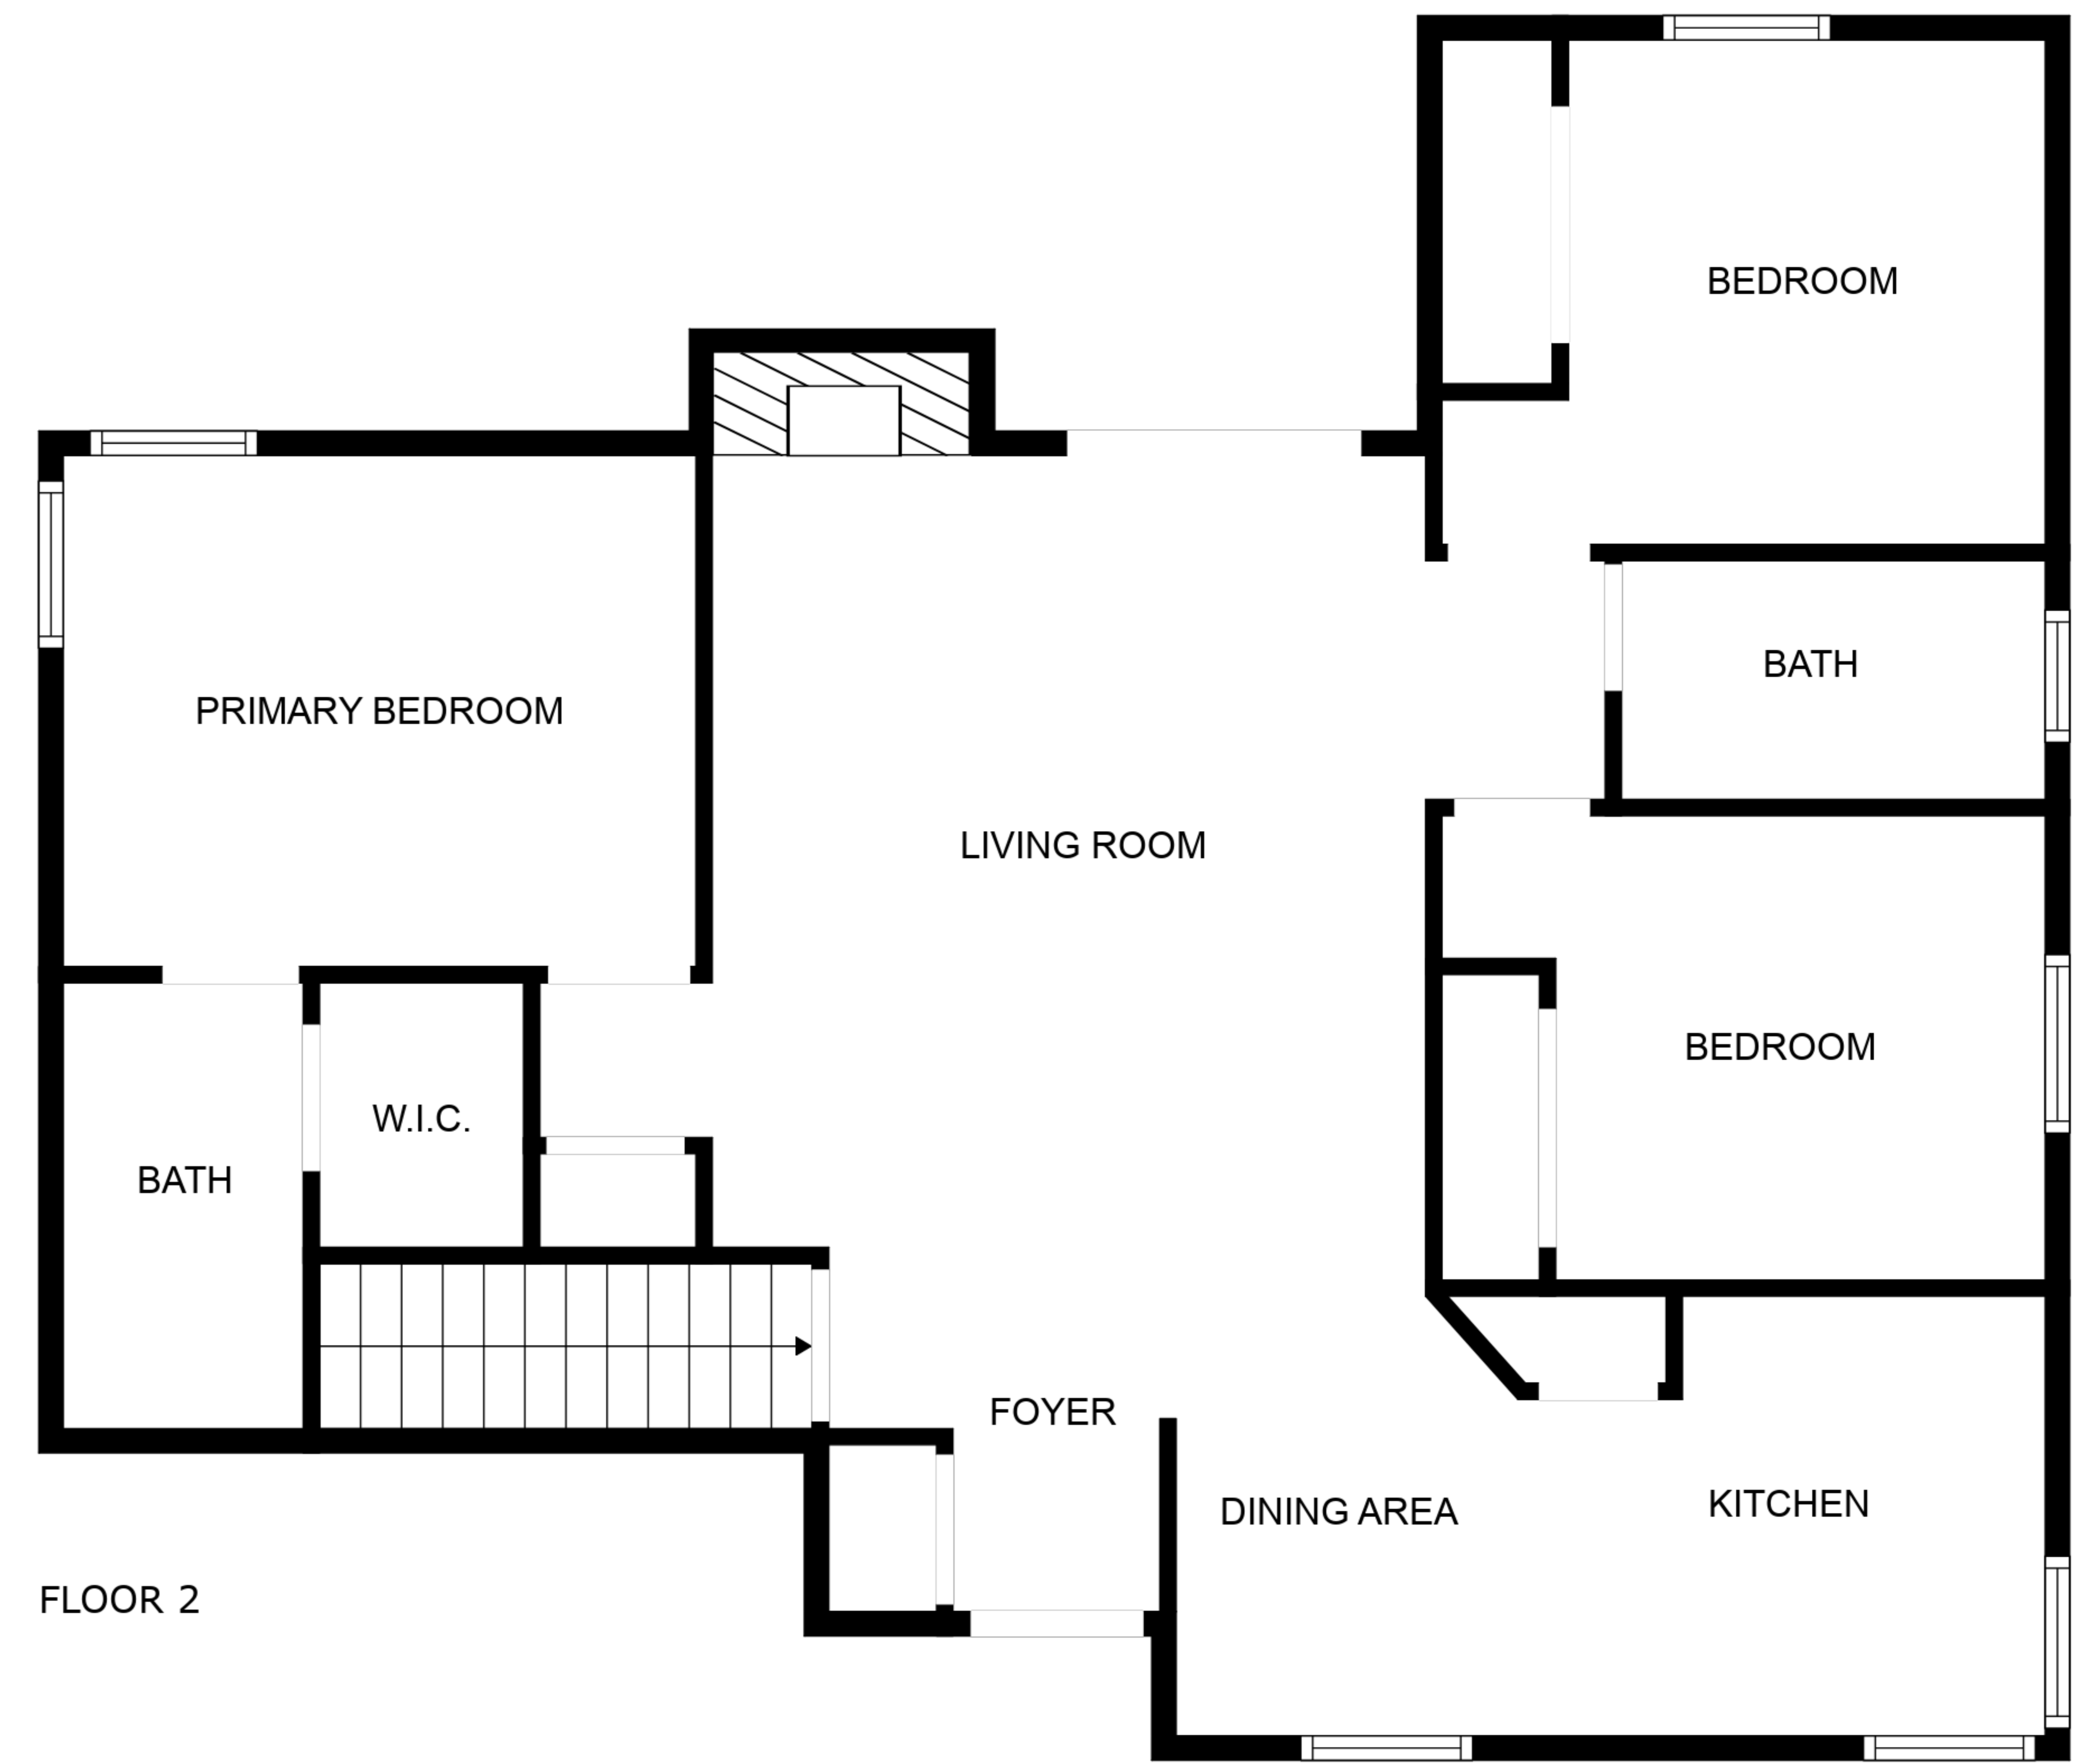 BEDROOM
BATH
PRIMARY BEDROOM
LIVING ROOM
BEDROOM
W.I.C.
BATH
FOYER
DINING AREA
KITCHEN
FLOOR 2